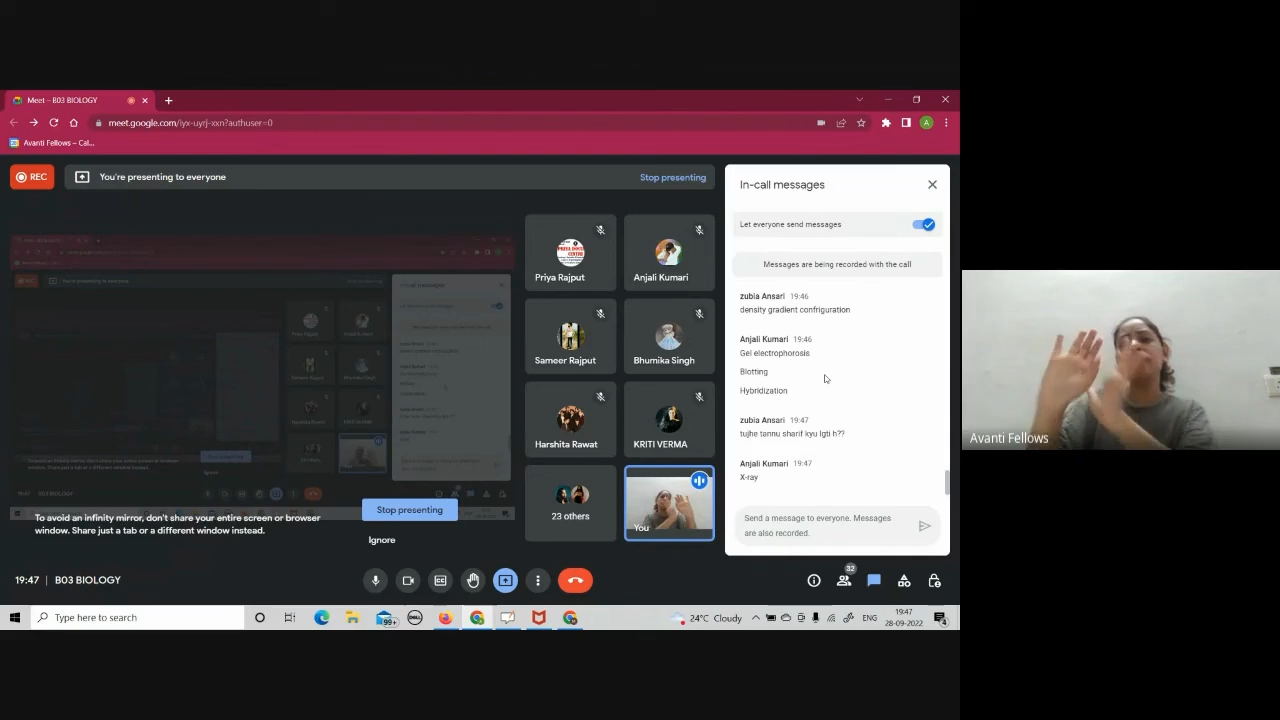 Meet – B03 BIOLOGY
meet.google.com/iyx-uyrj-xxn?authuser=0
Avanti Fellows – Cal...
REC
You're presenting to everyone
Stop presenting
In-call messages
Let everyone send messages
Messages are being recorded with the call
zubia Ansari 19:46
density gradient confriguration
Anjali Kumari 19:46
Gel electrophorosis
Blotting
Hybridization
zubia Ansari 19:47
tujhe tannu sharif kyu lgti h??
Anjali Kumari 19:47
X-ray
Send a message to everyone. Messages
are also recorded.
Priya Rajput
Anjali Kumari
Sameer Rajput
Bhumika Singh
Harshita Rawat
KRITI VERMA
23 others
You
To avoid an infinity mirror, don't share your entire screen or browser
window. Share just a tab or a different window instead.
Stop presenting
Ignore
19:47 B03 BIOLOGY
32
Type here to search
99+
DELL
24°C Cloudy
ENG
19:47
28-09-2022
4
Avanti Fellows